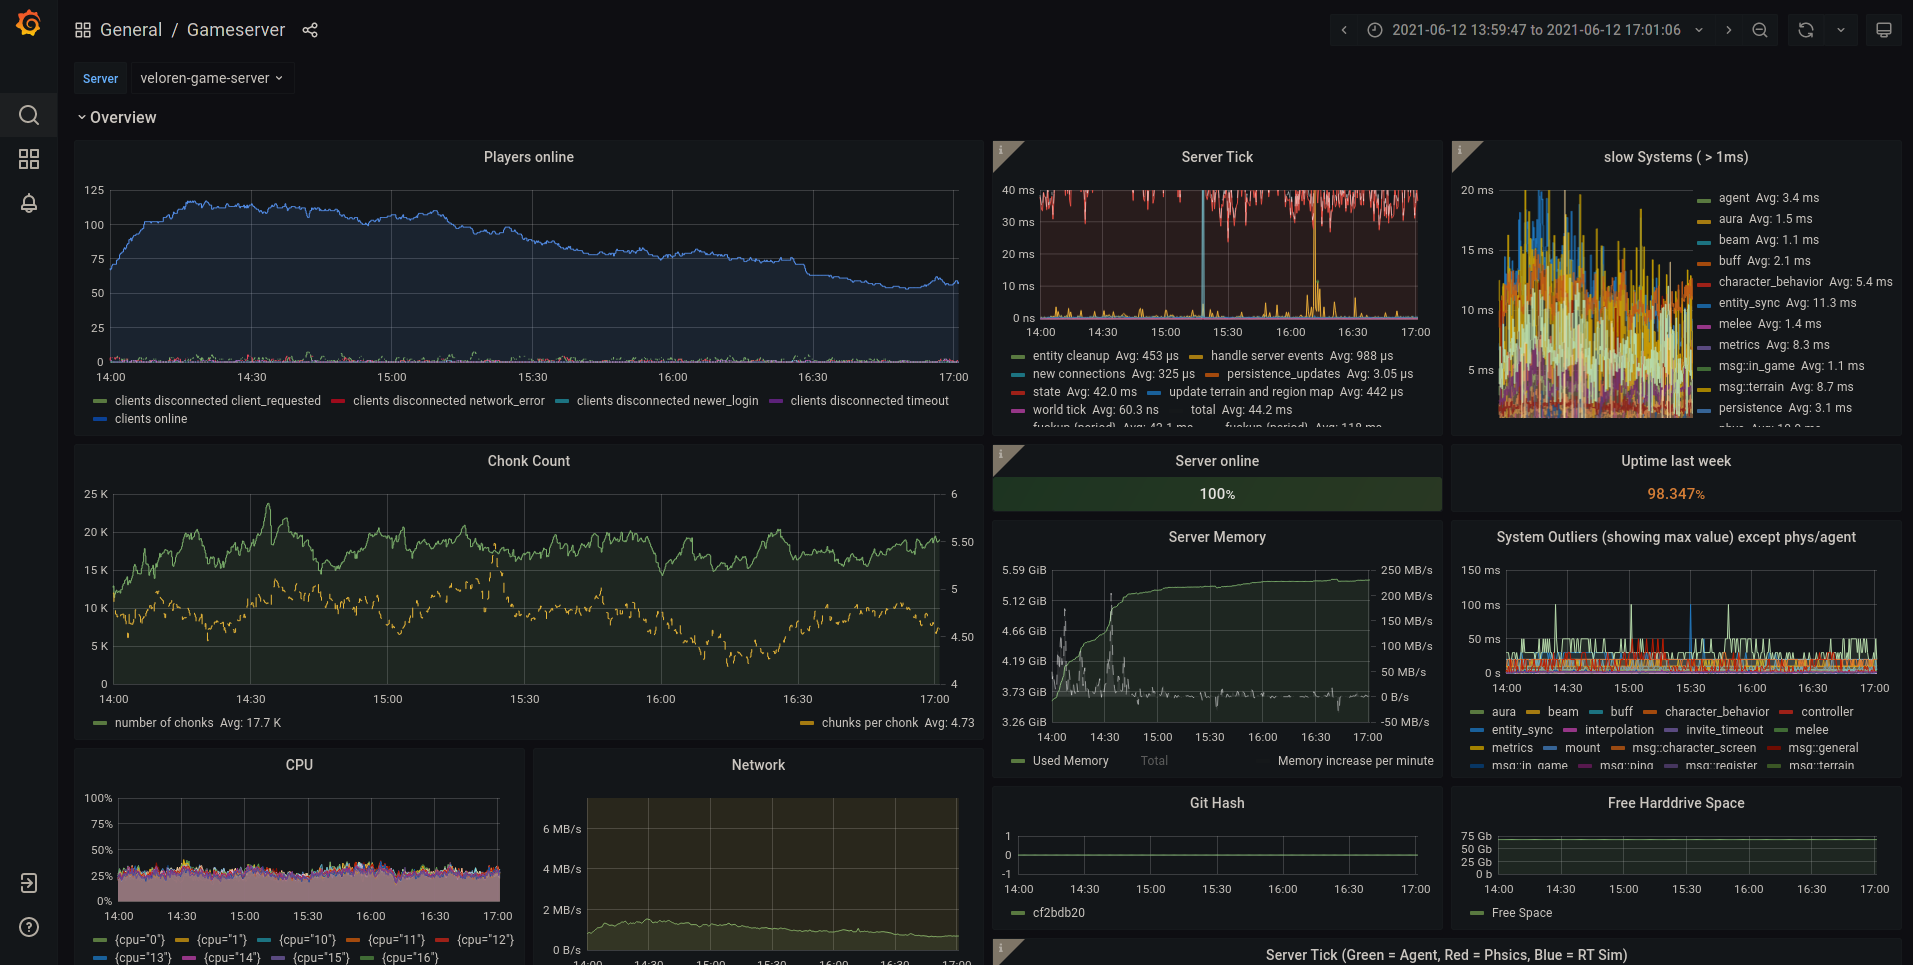 General / Gameserver
2021-06-12 13:59:47 to 2021-06-12 17:01:06
Server veloren-game-server
Overview
Players online
125
100
75
50
25
0
14:00 14:30 15:00 15:30 16:00 16:30 17:00
clients disconnected client_requested clients disconnected network_error clients disconnected newer_login clients disconnected timeout
clients online
Server Tick
40 ms
30 ms
20 ms
10 ms
0 ns
14:00 14:30 15:00 15:30 16:00 16:30 17:00
entity cleanup Avg: 453 µs handle server events Avg: 988 µs
new connections Avg: 325 µs persistence_updates Avg: 3.05 µs
state Avg: 42.0 ms update terrain and region map Avg: 442 µs
world tick Avg: 60.3 ns total Avg: 44.2 ms
slow Systems ( > 1ms)
20 ms
15 ms
10 ms
5 ms
agent Avg: 3.4 ms
aura Avg: 1.5 ms
beam Avg: 1.1 ms
buff Avg: 2.1 ms
character_behavior Avg: 5.4 ms
entity_sync Avg: 11.3 ms
melee Avg: 1.4 ms
metrics Avg: 8.3 ms
msg::in_game Avg: 1.1 ms
msg::terrain Avg: 8.7 ms
persistence Avg: 3.1 ms
Chonk Count
25 K
20 K
15 K
10 K
5 K
0
6
5.50
5
4.50
4
14:00 14:30 15:00 15:30 16:00 16:30 17:00
number of chonks Avg: 17.7 K chunks per chonk Avg: 4.73
Server online
100%
Uptime last week
98.347%
Server Memory
5.59 GiB
5.12 GiB
4.66 GiB
4.19 GiB
3.73 GiB
3.26 GiB
250 MB/s
200 MB/s
150 MB/s
100 MB/s
50 MB/s
0 B/s
-50 MB/s
14:00 14:30 15:00 15:30 16:00 16:30 17:00
Used Memory Total Memory increase per minute
System Outliers (showing max value) except phys/agent
150 ms
100 ms
50 ms
0 s
14:00 14:30 15:00 15:30 16:00 16:30 17:00
aura beam buff character_behavior controller
entity_sync interpolation invite_timeout melee
metrics mount msg::character_screen msg::general
msg::in_game msg::ping msg::register msg::terrain
CPU
100%
75%
50%
25%
0%
14:00 14:30 15:00 15:30 16:00 16:30 17:00
{cpu="0"} {cpu="1"} {cpu="10"} {cpu="11"} {cpu="12"}
{cpu="13"} {cpu="14"} {cpu="15"} {cpu="16"}
Network
6 MB/s
4 MB/s
2 MB/s
0 B/s
14:00 14:30 15:00 15:30 16:00 16:30 17:00
Git Hash
1
0
-1
14:00 14:30 15:00 15:30 16:00 16:30 17:00
cf2bdb20
Free Harddrive Space
75 Gb
50 Gb
25 Gb
0 b
14:00 14:30 15:00 15:30 16:00 16:30 17:00
Free Space
Server Tick (Green = Agent, Red = Phsics, Blue = RT Sim)